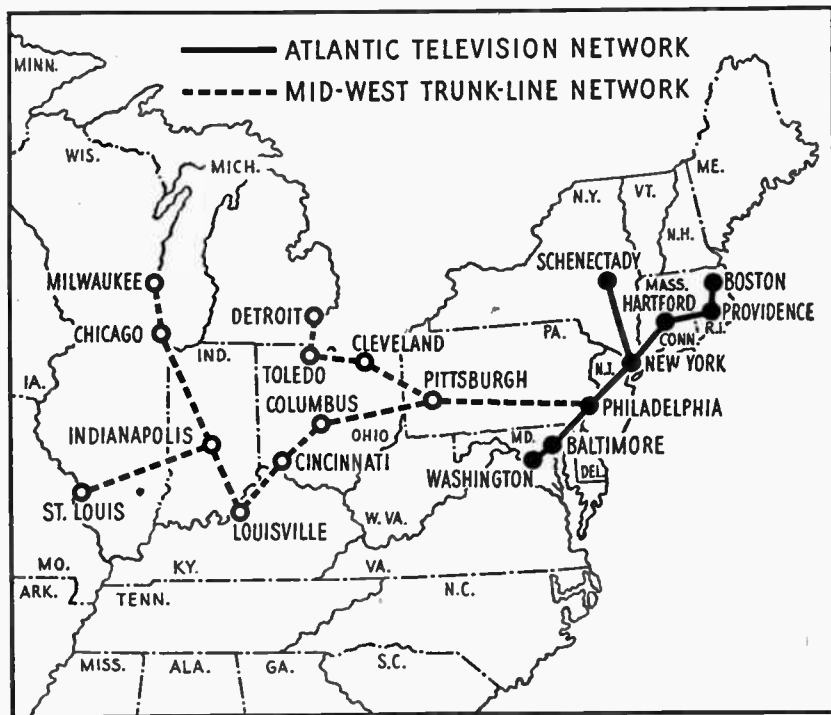 ATLANTIC TELEVISION NETWORK
MID-WEST TRUNK-LINE NETWORK
MINN.
WIS.
MICH.
ME.
N.Y.
VT.
N.H.
SCHENECTADY
MASS.
BOSTON
MILWAUKEE
HARTFORD
PROVIDENCE
DETROIT
R.I.
CHICAGO
CONN.
PA.
IND.
CLEVELAND
NEW YORK
TOLEDO
N.J.
IA.
PITTSBURGH
COLUMBUS
PHILADELPHIA
INDIANAPOLIS
OHIO
MD.
BALTIMORE
CINCINNATI
WASHINGTON
DEL.
ST. LOUIS
W.VA.
LOUISVILLE
MO.
KY.
VA.
ARK.
TENN.
N.C.
MISS.
ALA.
GA.
S.C.